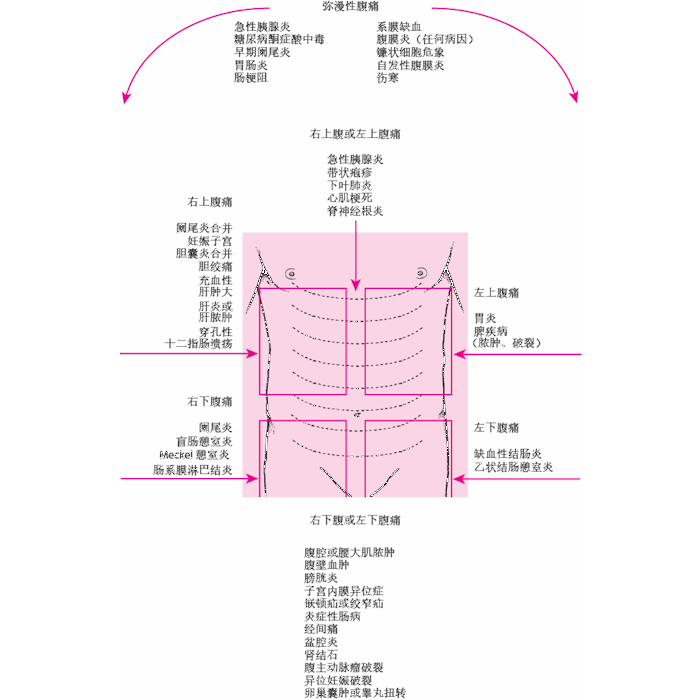 弥漫性腹痛
急性胰腺炎
糖尿病酮症酸中毒
早期阑尾炎
胃肠炎
肠梗阻
系膜缺血
腹膜炎（任何病因）
镰状细胞危象
自发性腹膜炎
伤寒
右上腹或左上腹痛
急性胰腺炎
带状疱疹
下叶肺炎
心肌梗死
脊神经根炎
右上腹痛
阑尾炎合并
妊娠子宫
胆囊炎合并
胆绞痛
充血性
肝肿大
肝炎或
肝脓肿
穿孔性
十二指肠溃疡
左上腹痛
胃炎
脾疾病
（脓肿、破裂）
右下腹痛
阑尾炎
盲肠憩室炎
Meckel 憩室炎
肠系膜淋巴结炎
左下腹痛
缺血性结肠炎
乙状结肠憩室炎
右下腹或左下腹痛
腹腔或腰大肌脓肿
腹壁血肿
膀胱炎
子宫内膜异位症
嵌顿疝或绞窄疝
炎症性肠病
经间痛
盆腔炎
肾结石
腹主动脉瘤破裂
异位妊娠破裂
卵巢囊肿或睾丸扭转